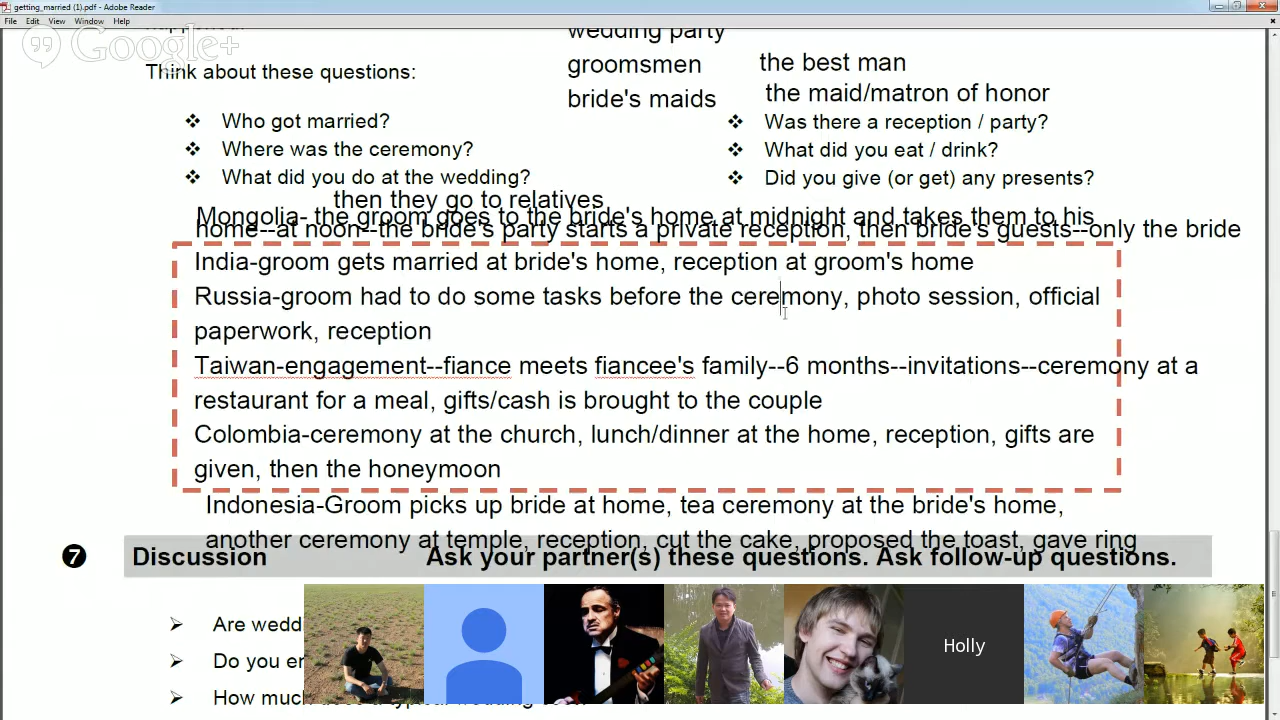 getting_married (1).pdf - Adobe Reader
File Edit View Window Help
Google+
wedding party
Think about these questions:
groomsmen
the best man
bride's maids
the maid/matron of honor
❖ Who got married?
❖ Was there a reception / party?
❖ Where was the ceremony?
❖ What did you eat / drink?
❖ What did you do at the wedding?
❖ Did you give (or get) any presents?
then they go to relatives
Mongolia- the groom goes to the bride's home at midnight and takes them to his
home--at noon--the bride's party starts a private reception, then bride's guests--only the bride
India-groom gets married at bride's home, reception at groom's home
Russia-groom had to do some tasks before the ceremony, photo session, official
paperwork, reception
Taiwan-engagement--fiance meets fiancee's family--6 months--invitations--ceremony at a
restaurant for a meal, gifts/cash is brought to the couple
Colombia-ceremony at the church, lunch/dinner at the home, reception, gifts are
given, then the honeymoon
Indonesia-Groom picks up bride at home, tea ceremony at the bride's home,
another ceremony at temple, reception, cut the cake, proposed the toast, gave ring
7 Discussion Ask your partner(s) these questions. Ask follow-up questions.
➢ Are wedd
➢ Do you en
➢ How much
Holly